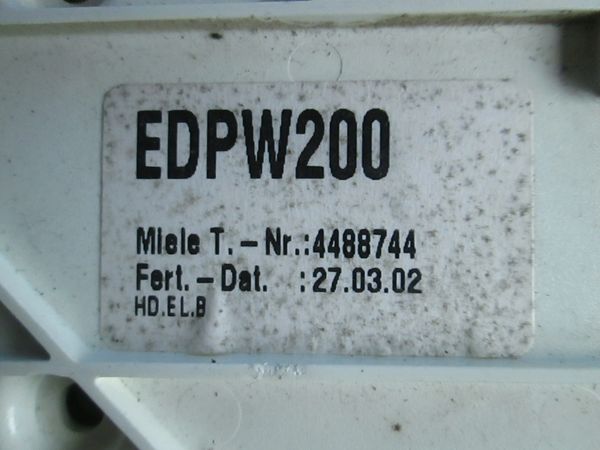 EDPW200
Miele T.-Nr.:4488744
Fert.-Dat. :27.03.02
HD.EL.B